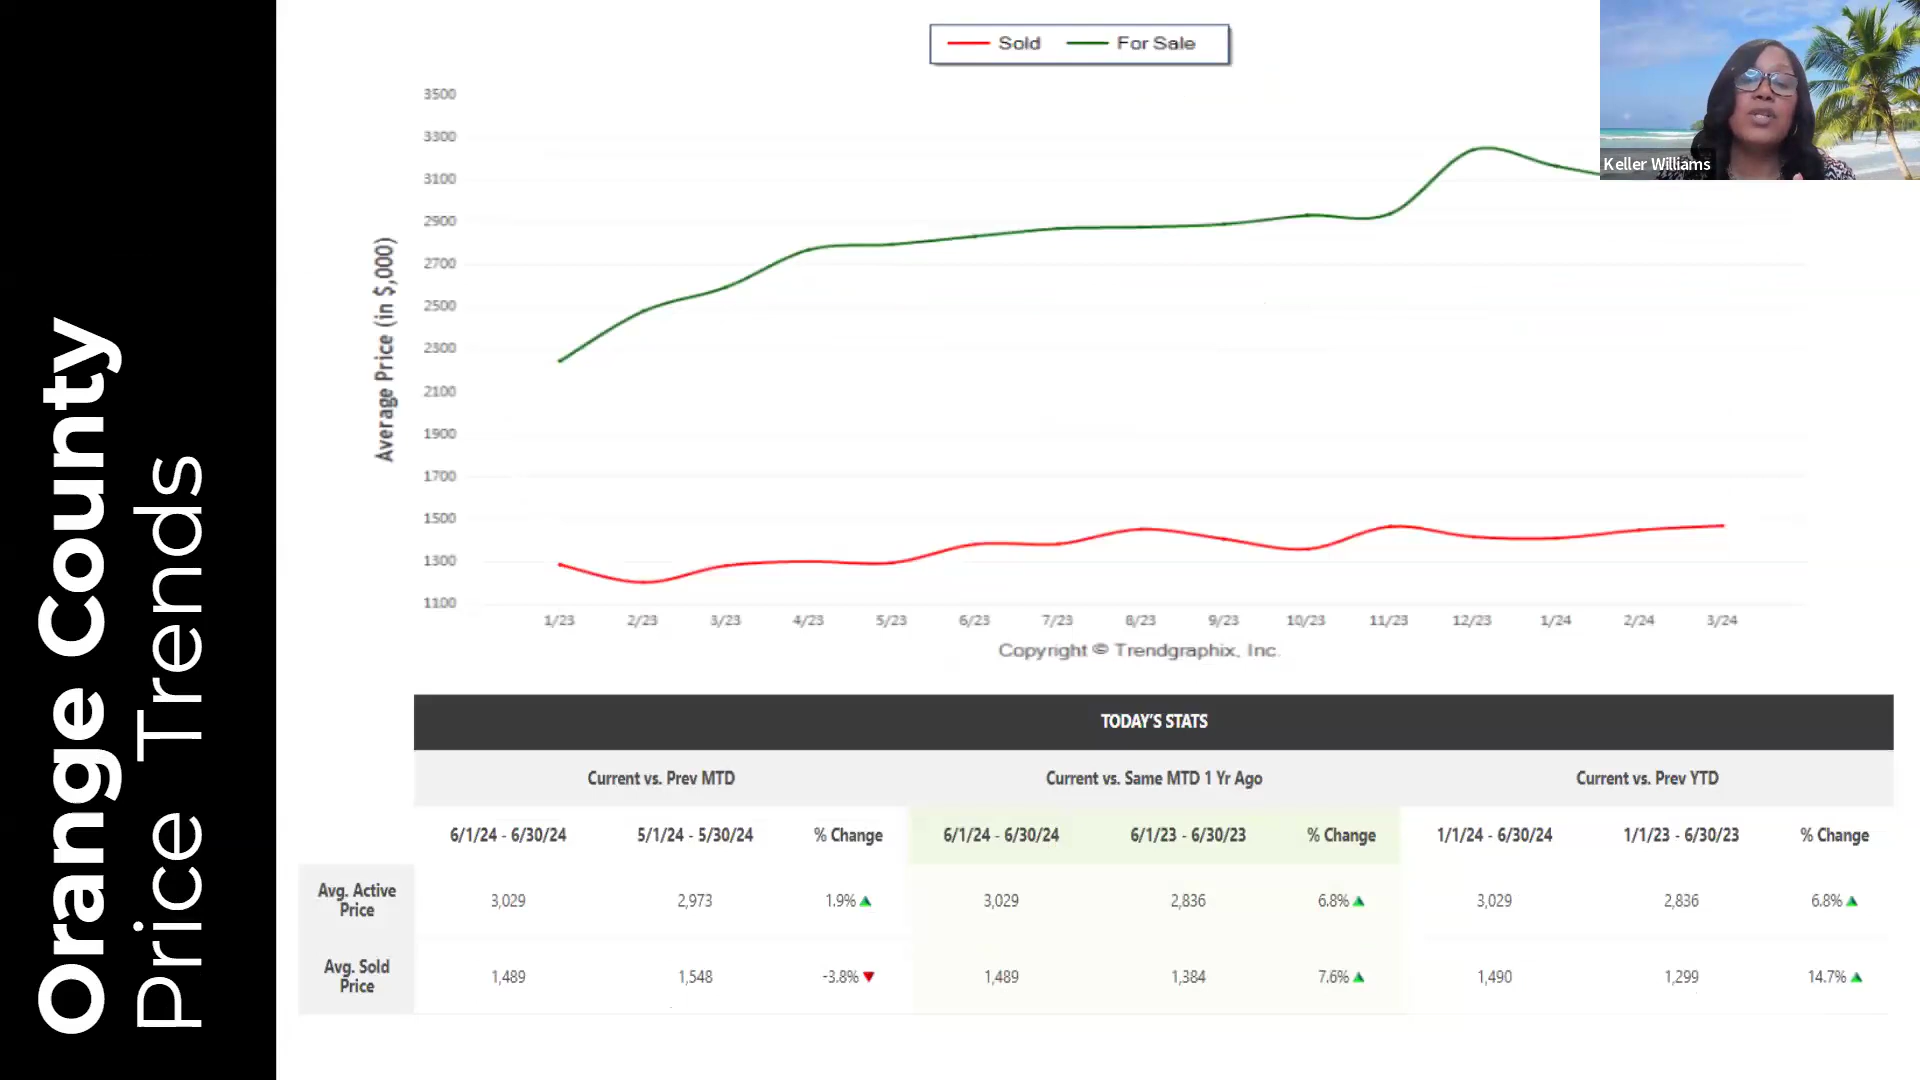 Orange County
Price Trends
Sold For Sale
Keller Williams
Average Price (in $,000)
3500
3300
3100
2900
2700
2500
2300
2100
1900
1700
1500
1300
1100
1/23 2/23 3/23 4/23 5/23 6/23 7/23 8/23 9/23 10/23 11/23 12/23 1/24 2/24 3/24
Copyright © Trendgraphix, Inc.
TODAY'S STATS
Current vs. Prev MTD Current vs. Same MTD 1 Yr Ago Current vs. Prev YTD
6/1/24 - 6/30/24 5/1/24 - 5/30/24 % Change 6/1/24 - 6/30/24 6/1/23 - 6/30/23 % Change 1/1/24 - 6/30/24 1/1/23 - 6/30/23 % Change
Avg. Active
Price
3,029 2,973 1.9% 3,029 2,836 6.8% 3,029 2,836 6.8%
Avg. Sold
Price
1,489 1,548 -3.8% 1,489 1,384 7.6% 1,490 1,299 14.7%